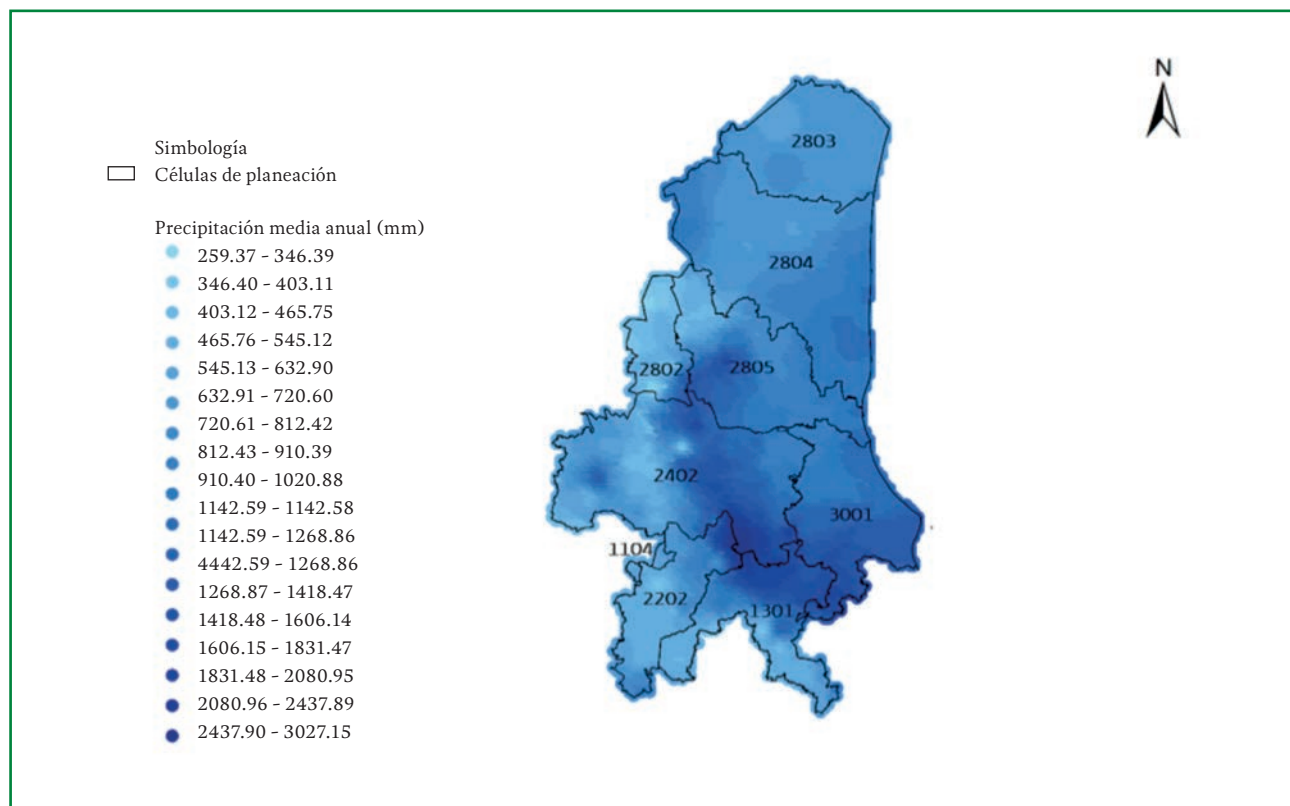 N
Simbología
Células de planeación
Precipitación media anual (mm)
259.37 - 346.39
346.40 - 403.11
403.12 - 465.75
465.76 - 545.12
545.13 - 632.90
632.91 - 720.60
720.61 - 812.42
812.43 - 910.39
910.40 - 1020.88
1142.59 - 1142.58
1142.59 - 1268.86
4442.59 - 1268.86
1268.87 - 1418.47
1418.48 - 1606.14
1606.15 - 1831.47
1831.48 - 2080.95
2080.96 - 2437.89
2437.90 - 3027.15
2803
2804
2802
2805
2402
3001
1104
2202
1301